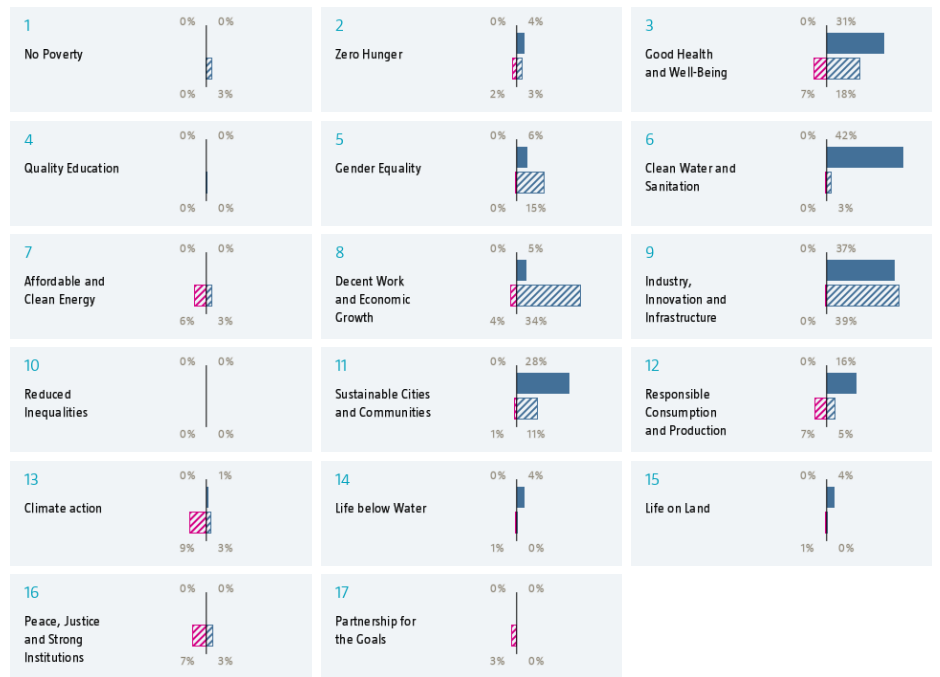 1
0% 0%
No Poverty
0% 3%
2
0% 4%
Zero Hunger
2% 3%
3
0% 31%
Good Health
and Well-Being
7% 18%
4
0% 0%
Quality Education
0% 0%
5
0% 6%
Gender Equality
0% 15%
6
0% 42%
Clean Water and
Sanitation
0% 3%
7
0% 0%
Affordable and
Clean Energy
6% 3%
8
0% 5%
Decent Work
and Economic
Growth
4% 34%
9
0% 37%
Industry,
Innovation and
Infrastructure
0% 39%
10
0% 0%
Reduced
Inequalities
0% 0%
11
0% 28%
Sustainable Cities
and Communities
1% 11%
12
0% 16%
Responsible
Consumption
and Production
7% 5%
13
0% 1%
Climate action
9% 3%
14
0% 4%
Life below Water
1% 0%
15
0% 4%
Life on Land
1% 0%
16
0% 0%
Peace, Justice
and Strong
Institutions
7% 3%
17
0% 0%
Partnership for
the Goals
3% 0%